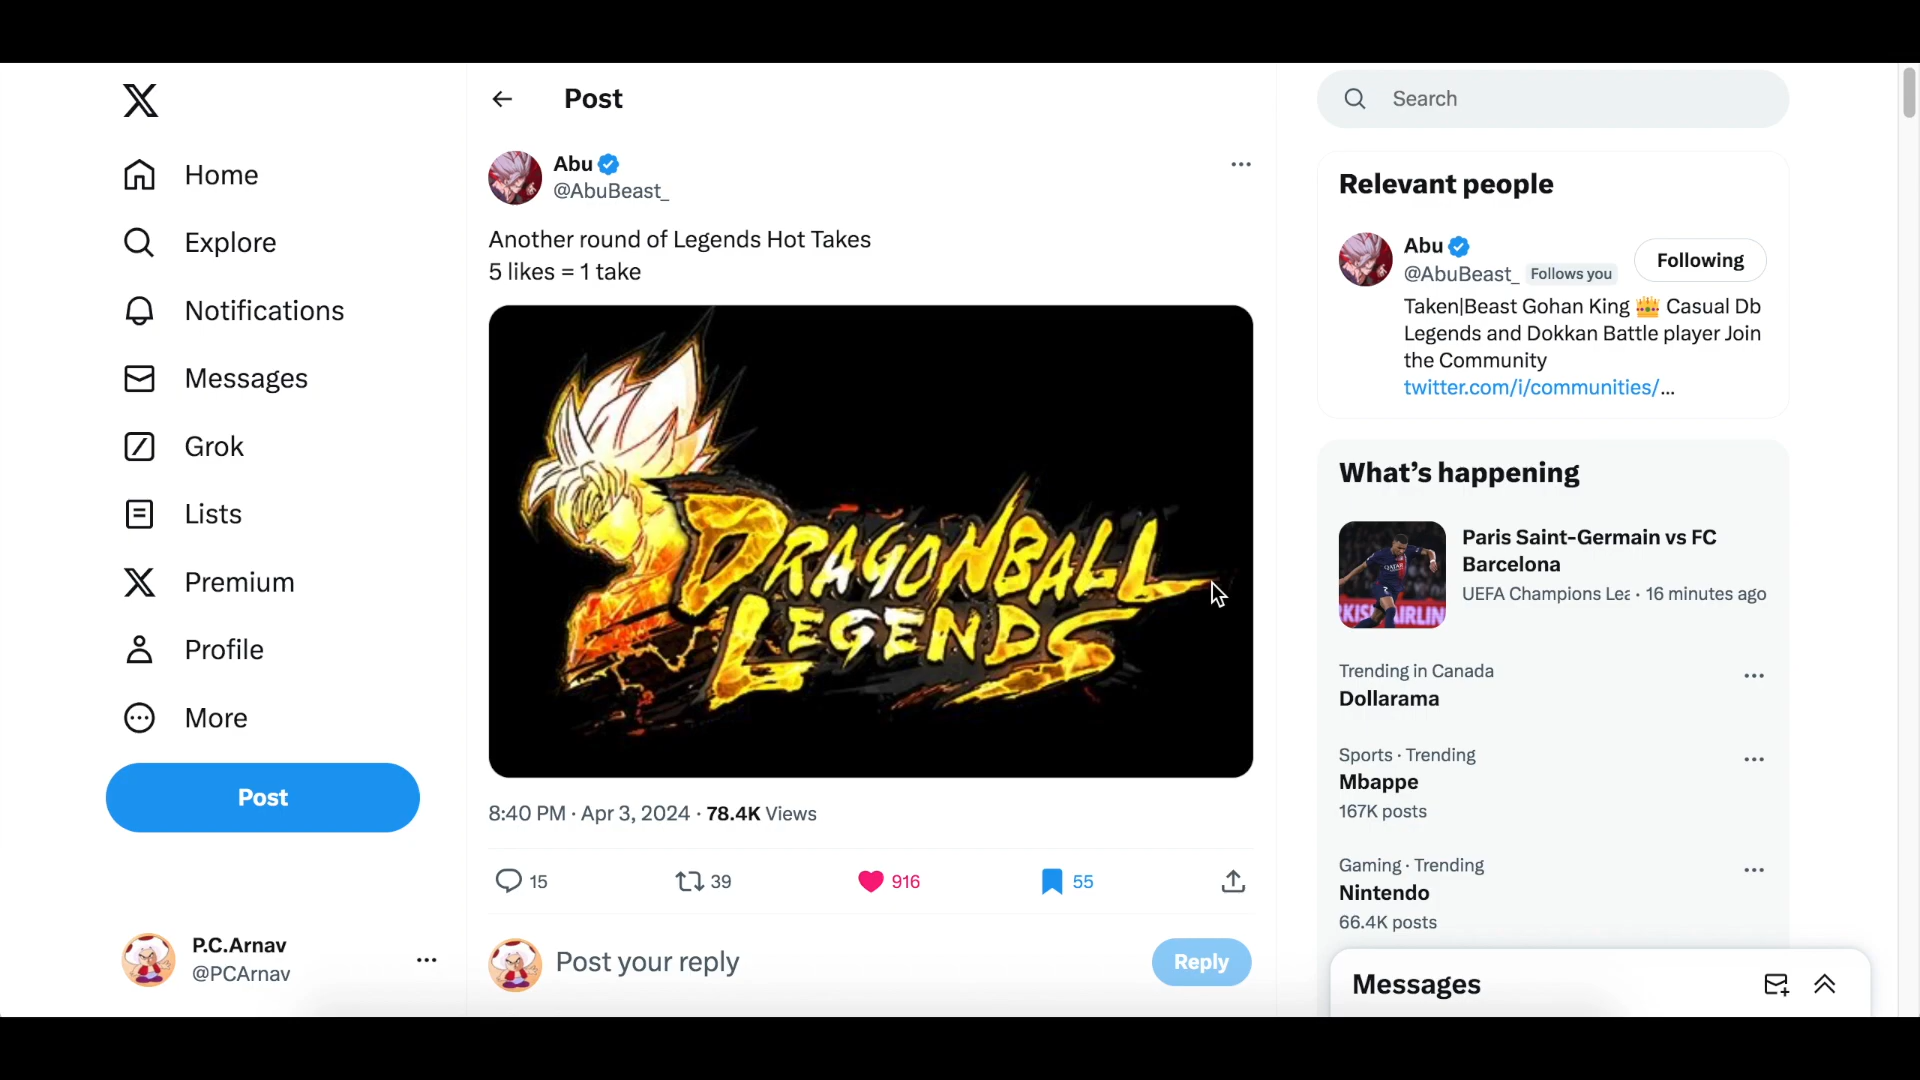 Home
Explore
Notifications
Messages
Grok
Lists
Premium
Profile
More
Post
P.C.Arnav
@PCArnav
Post
Abu
@AbuBeast_
Another round of Legends Hot Takes
5 likes = 1 take
DRAGONBALL
LEGENDS
8:40 PM · Apr 3, 2024 · 78.4K Views
15
39
916
55
Post your reply
Reply
Search
Relevant people
Abu
@AbuBeast_ Follows you
Following
Taken|Beast Gohan King 👑 Casual Db
Legends and Dokkan Battle player Join
the Community
twitter.com/i/communities/...
What's happening
Paris Saint-Germain vs FC
Barcelona
UEFA Champions Lea · 16 minutes ago
Trending in Canada
Dollarama
Sports · Trending
Mbappe
167K posts
Gaming · Trending
Nintendo
66.4K posts
Messages